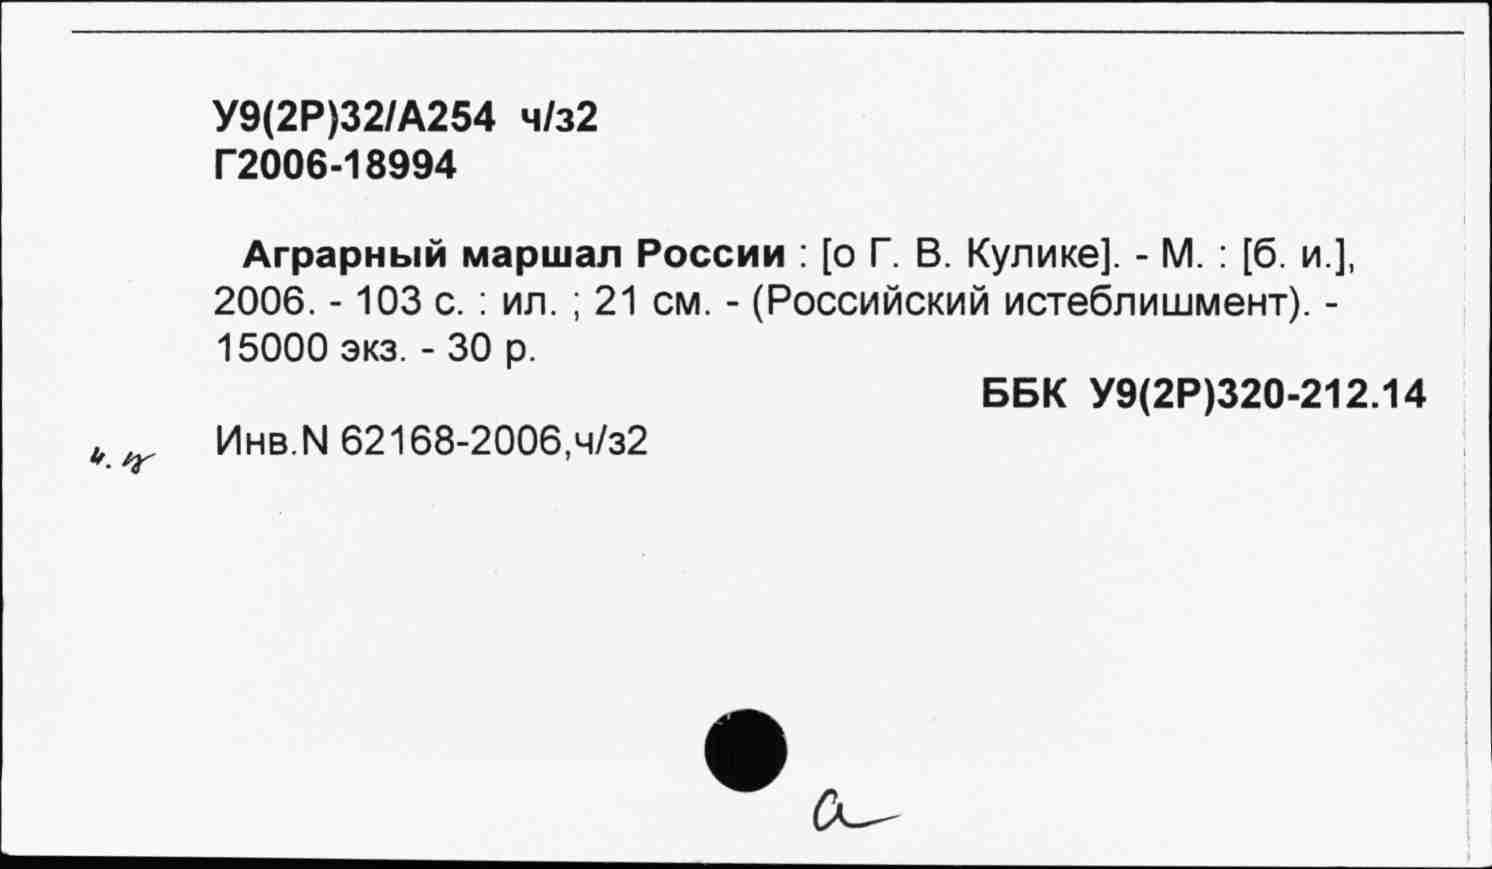 У9(2Р)32/А254 ч/з2
Г2006-18994
Аграрный маршал России : [о Г. В. Кулике]. - М. : [б. и.],
2006. - 103 с. : ил. ; 21 см. - (Российский истеблишмент). -
15000 экз. - 30 р.
ББК У9(2Р)320-212.14
Инв.N 62168-2006,ч/з2
а